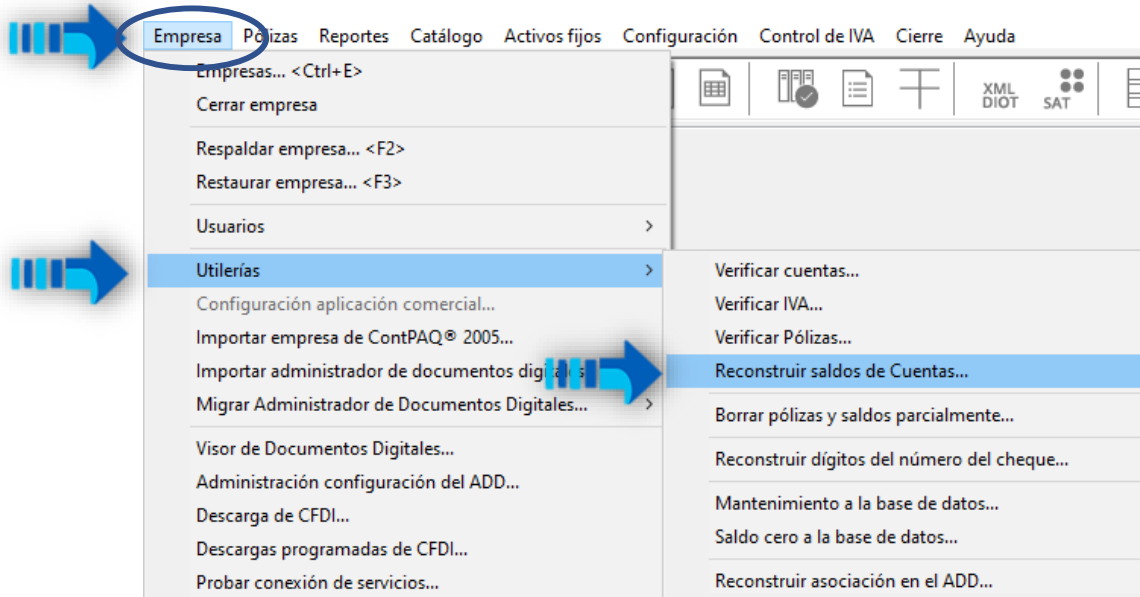 Empresa Pólizas Reportes Catálogo Activos fijos Configuración Control de IVA Cierre Ayuda
XML DIOT SAT
Empresas... <Ctrl+E>
Cerrar empresa
Respaldar empresa... <F2>
Restaurar empresa... <F3>
Usuarios
Utilerías
Configuración aplicación comercial...
Importar empresa de ContPAQ® 2005...
Importar administrador de documentos digitales
Migrar Administrador de Documentos Digitales...
Visor de Documentos Digitales...
Administración configuración del ADD...
Descarga de CFDI...
Descargas programadas de CFDI...
Probar conexión de servicios...
Verificar cuentas...
Verificar IVA...
Verificar Pólizas...
Reconstruir saldos de Cuentas...
Borrar pólizas y saldos parcialmente...
Reconstruir dígitos del número del cheque...
Mantenimiento a la base de datos...
Saldo cero a la base de datos...
Reconstruir asociación en el ADD...